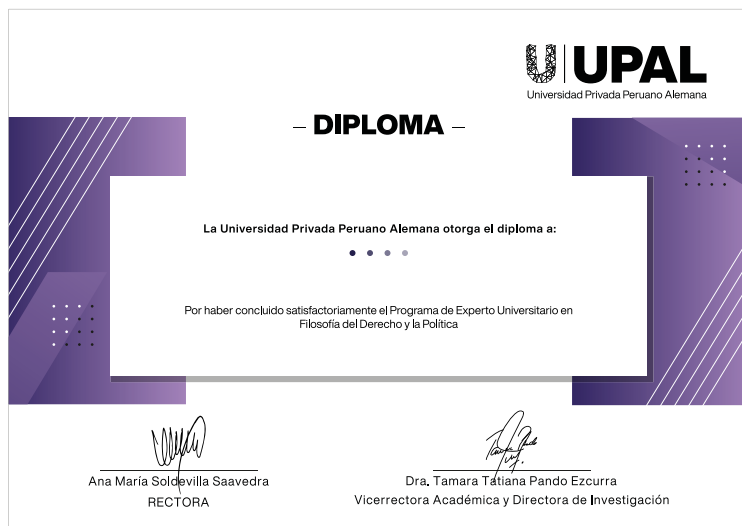 UPAL
Universidad Privada Peruano Alemana
DIPLOMA
La Universidad Privada Peruano Alemana otorga el diploma a:
Por haber concluido satisfactoriamente el Programa de Experto Universitario en
Filosofía del Derecho y la Política
Ana María Soldevilla Saavedra
RECTORA
Dra. Tamara Tatiana Pando Ezcurra
Vicerrectora Académica y Directora de Investigación